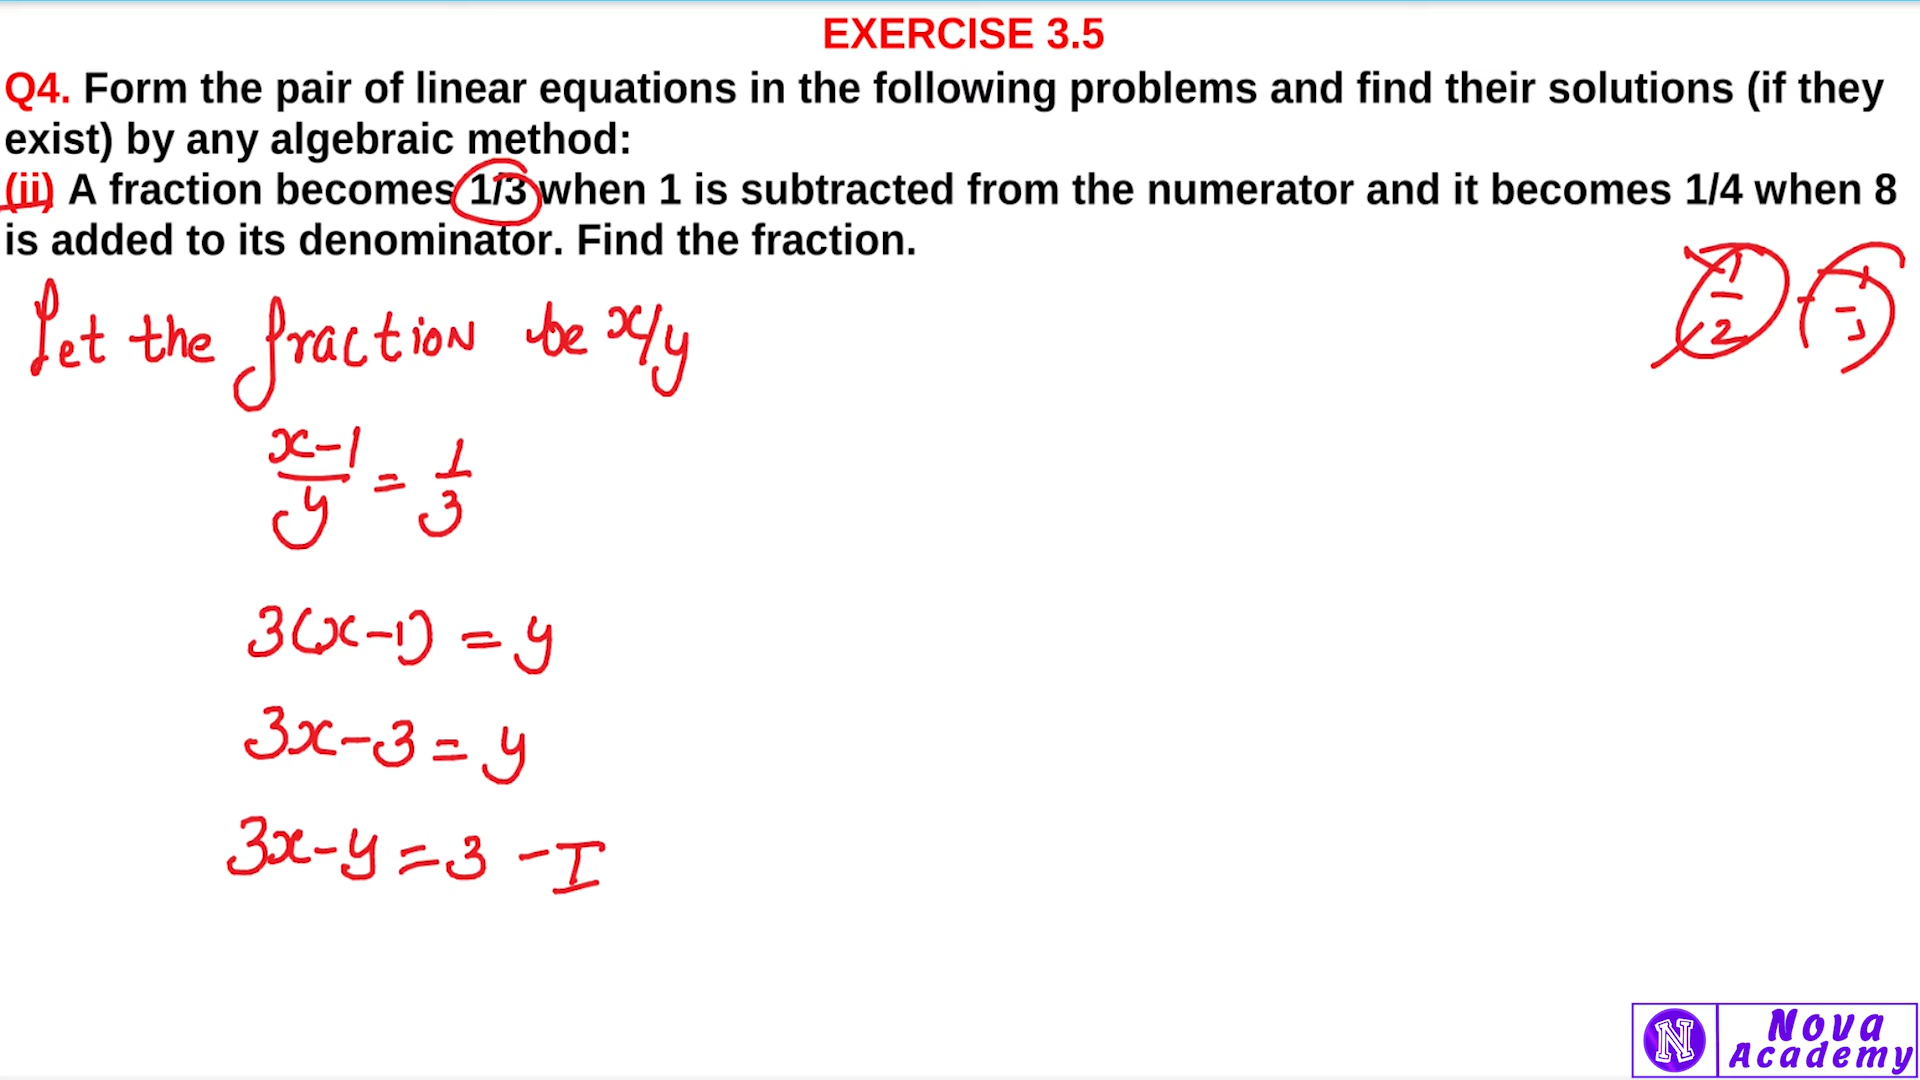 EXERCISE 3.5
Q4. Form the pair of linear equations in the following problems and find their solutions (if they
exist) by any algebraic method:
(ii) A fraction becomes 1/3 when 1 is subtracted from the numerator and it becomes 1/4 when 8
is added to its denominator. Find the fraction.
Let the fraction be x/y
x-1/y = 1/3
3(x-1) = y
3x-3 = y
3x-y = 3 - I
N Nova
Academy